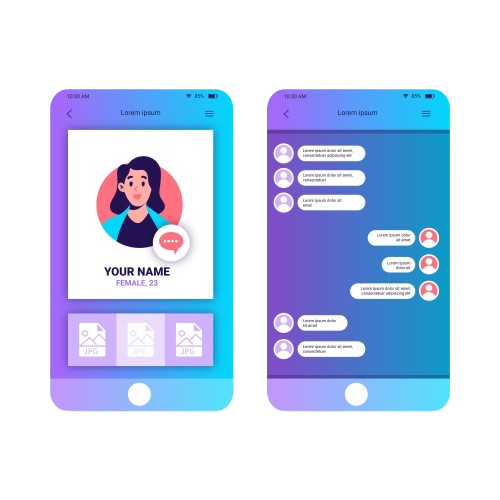 10:30 AM
85%
Lorem ipsum
YOUR NAME
FEMALE, 23
JPG
JPG
JPG
10:30 AM
85%
Lorem ipsum
Lorem ipsum dolor sit amet,
consectetuer adipiscing elit
Lorem ipsum dolor sit amet,
consectetuer
Lorem ipsum dolor sit
amet
Lorem ipsum dolor
sit amet
Lorem ipsum
dolor sit
Lorem ipsum dolor sit amet,
consectetuer adipiscing elit
Lorem ipsum dolor
sit amet
Lorem ipsum dolor sit amet,
consectetuer